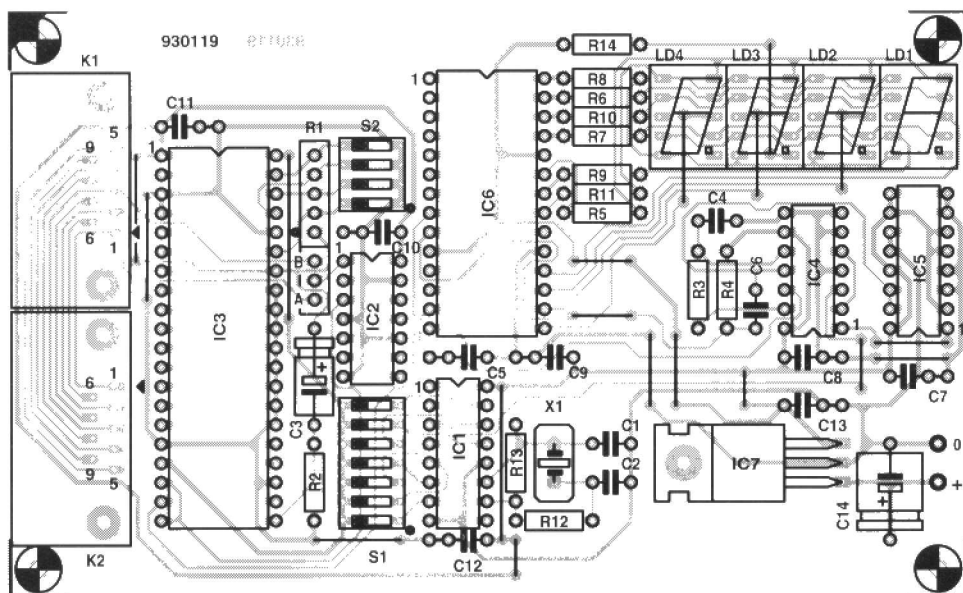 930119
K1
5
9
6
1
C11
1
R1
S2
1
R14
R8
R6
R10
R7
R9
R11
R5
IC6
LD4
LD3
LD2
LD1
a
a
a
a
C4
C10
B
A
1
IC2
IC3
R3
R4
C6
IC4
IC5
1
1
1
6
9
5
K2
C3
+
R2
S1
C5
C9
1
IC1
C12
R13
X1
C1
C2
R12
C8
C7
C13
IC7
C14
+
0
+